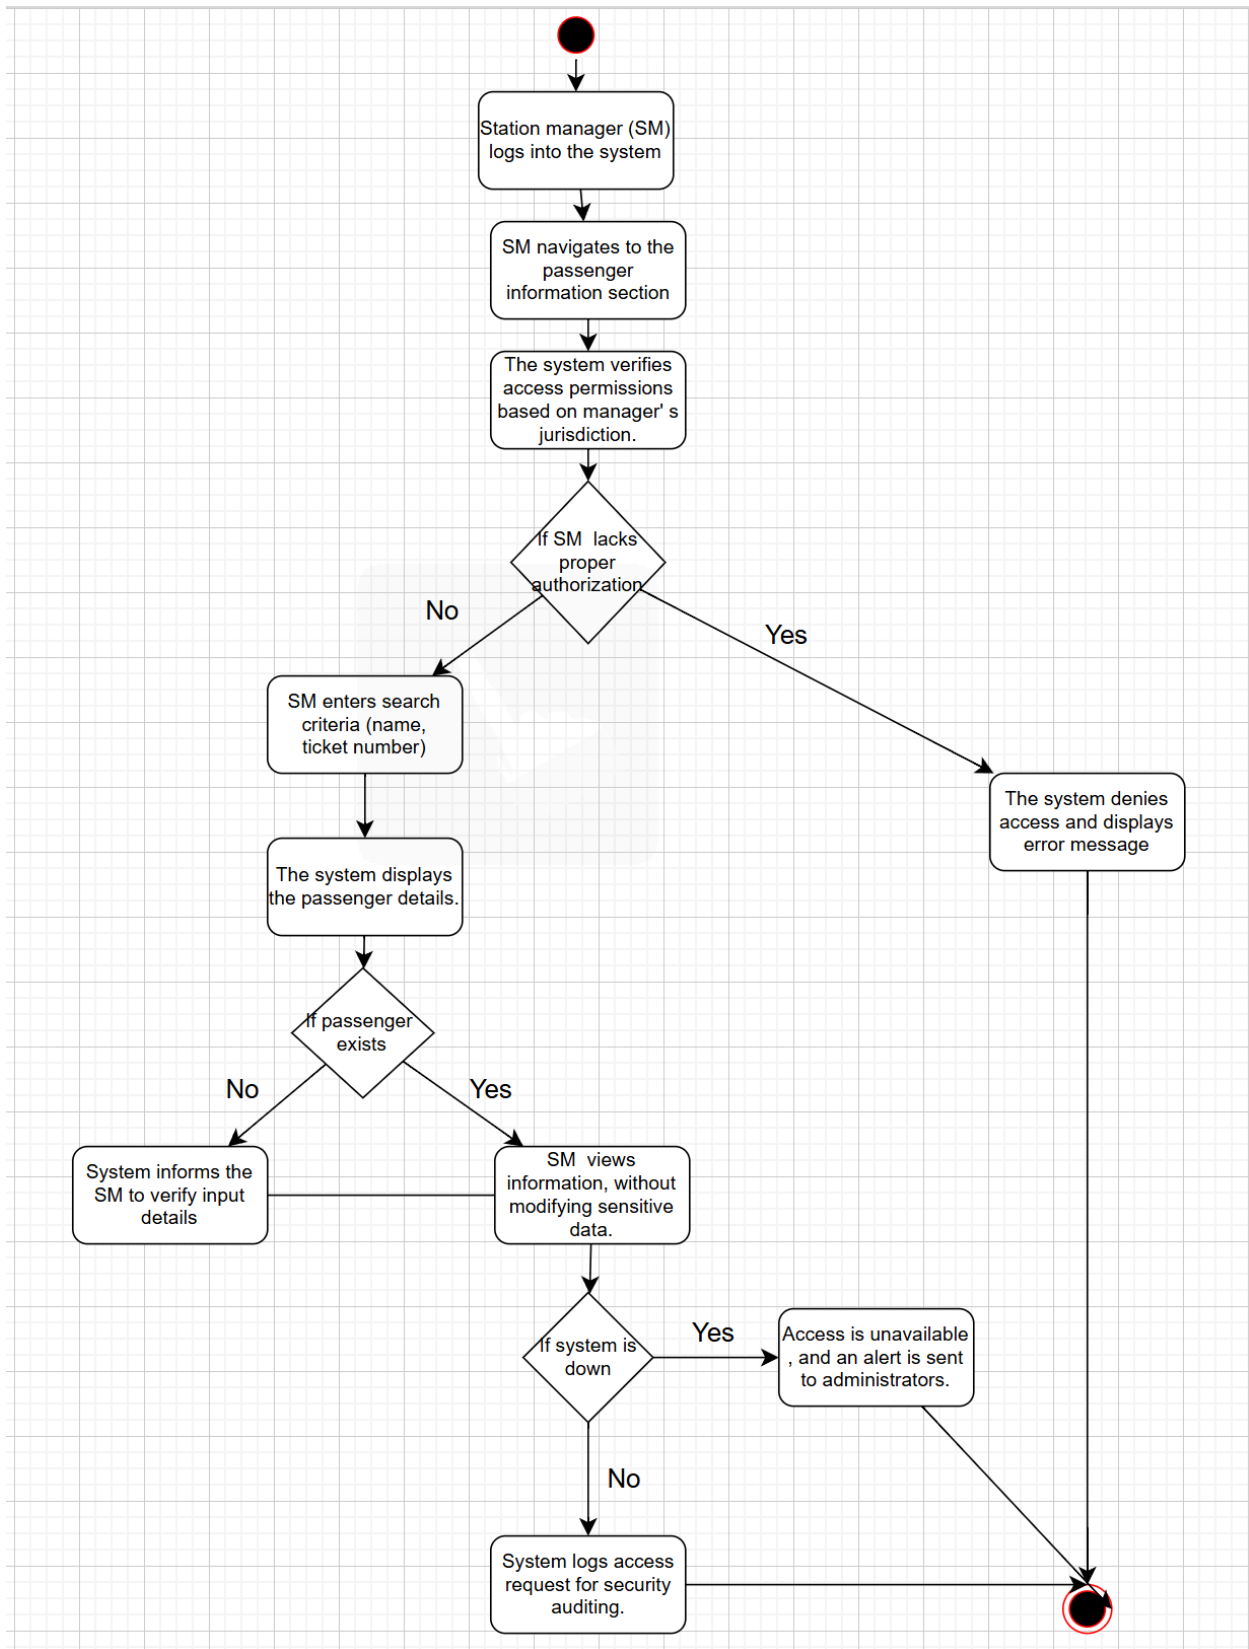 Station manager (SM)
logs into the system
SM navigates to the
passenger
information section
The system verifies
access permissions
based on manager' s
jurisdiction.
If SM  lacks
proper
authorization
No
Yes
SM enters search
criteria (name,
ticket number)
The system denies
access and displays
error message
The system displays
the passenger details.
If passenger
exists
No
Yes
System informs the
SM to verify input
details
SM  views
information, without
modifying sensitive
data.
If system is
down
Yes
Access is unavailable
, and an alert is sent
to administrators.
No
System logs access
request for security
auditing.